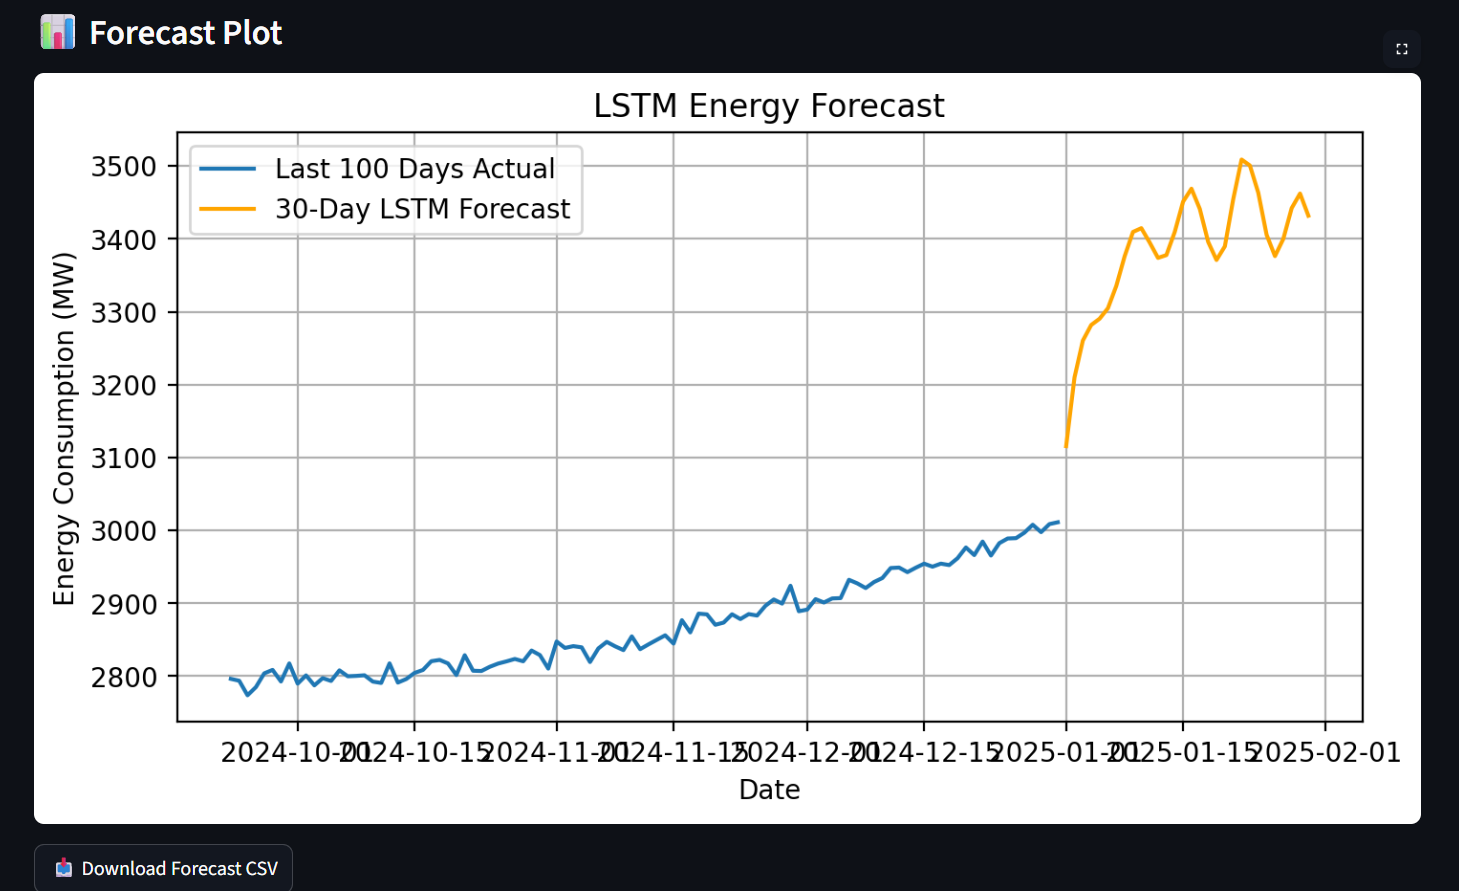 📊 Forecast Plot
LSTM Energy Forecast
Last 100 Days Actual
30-Day LSTM Forecast
Energy Consumption (MW)
3500
3400
3300
3200
3100
3000
2900
2800
2024-10-01 2024-10-15 2024-11-01 2024-11-15 2024-12-01 2024-12-15 2025-01-01 2025-01-15 2025-02-01
Date
📥 Download Forecast CSV